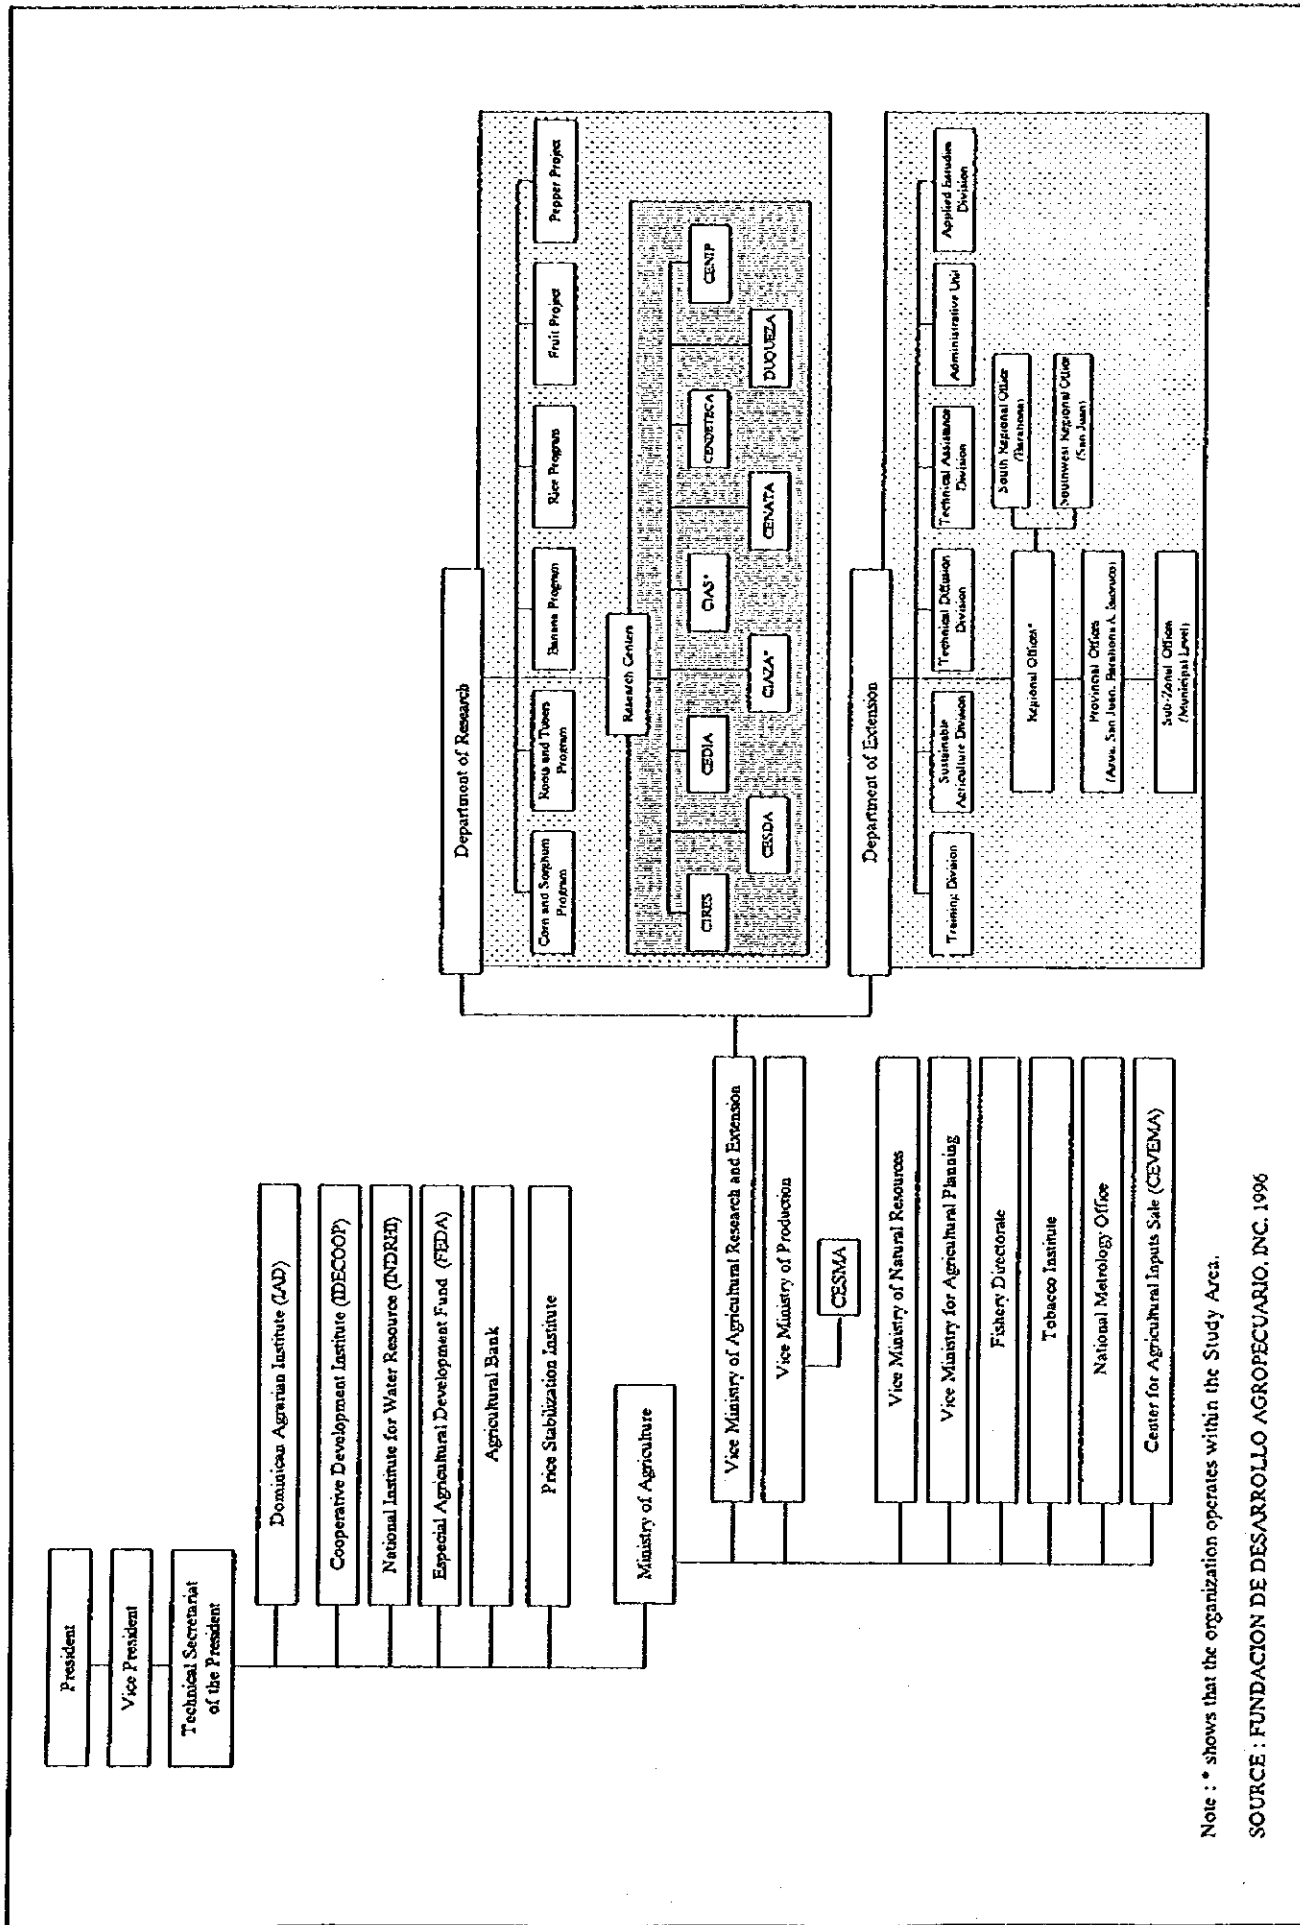 President
Vice President
Technical Secretariat
of the President
Dominican Agrarian Institute (IAD)
Cooperative Development Institute (IDECOOP)
National Institute for Water Resource (INDRHI)
Especial Agricultural Development Fund (FEDA)
Agricultural Bank
Price Stabilization Institute
Ministry of Agriculture
Vice Ministry of Agricultural Research and Extension
Vice Ministry of Production
CESMA
Vice Ministry of Natural Resources
Vice Ministry for Agricultural Planning
Fishery Directorale
Tobacco Institute
National Metrology Office
Center for Agricultural Inputs Sale (CEVEMA)
Department of Research
Corn and Sorghum
Program
Roots and Tubers
Program
Banana Program
Rice Program
Fruit Project
Pepper Project
Research Centers
CIRES
CESDA
CEDIA
CIAZA*
CIAS*
CENATA
CENDETECA
DUQUEZA
CENIP
Department of Extension
Training Division
Sustainable
Agriculture Division
Technical Diffusion
Division
Technical Assistance
Division
Administrative Unit
Applied Estudies
Division
Regional Offices*
South Regional Office
(Barahona)
Southwest Regional Office
(San Juan)
Provincial Offices
(Azua, San Juan, Barahona & Baoruco)
Sub-Zonal Offices
(Municipal Level)
Note : * shows that the organization operates within the Study Area.
SOURCE : FUNDACION DE DESARROLLO AGROPECUARIO, INC. 1996